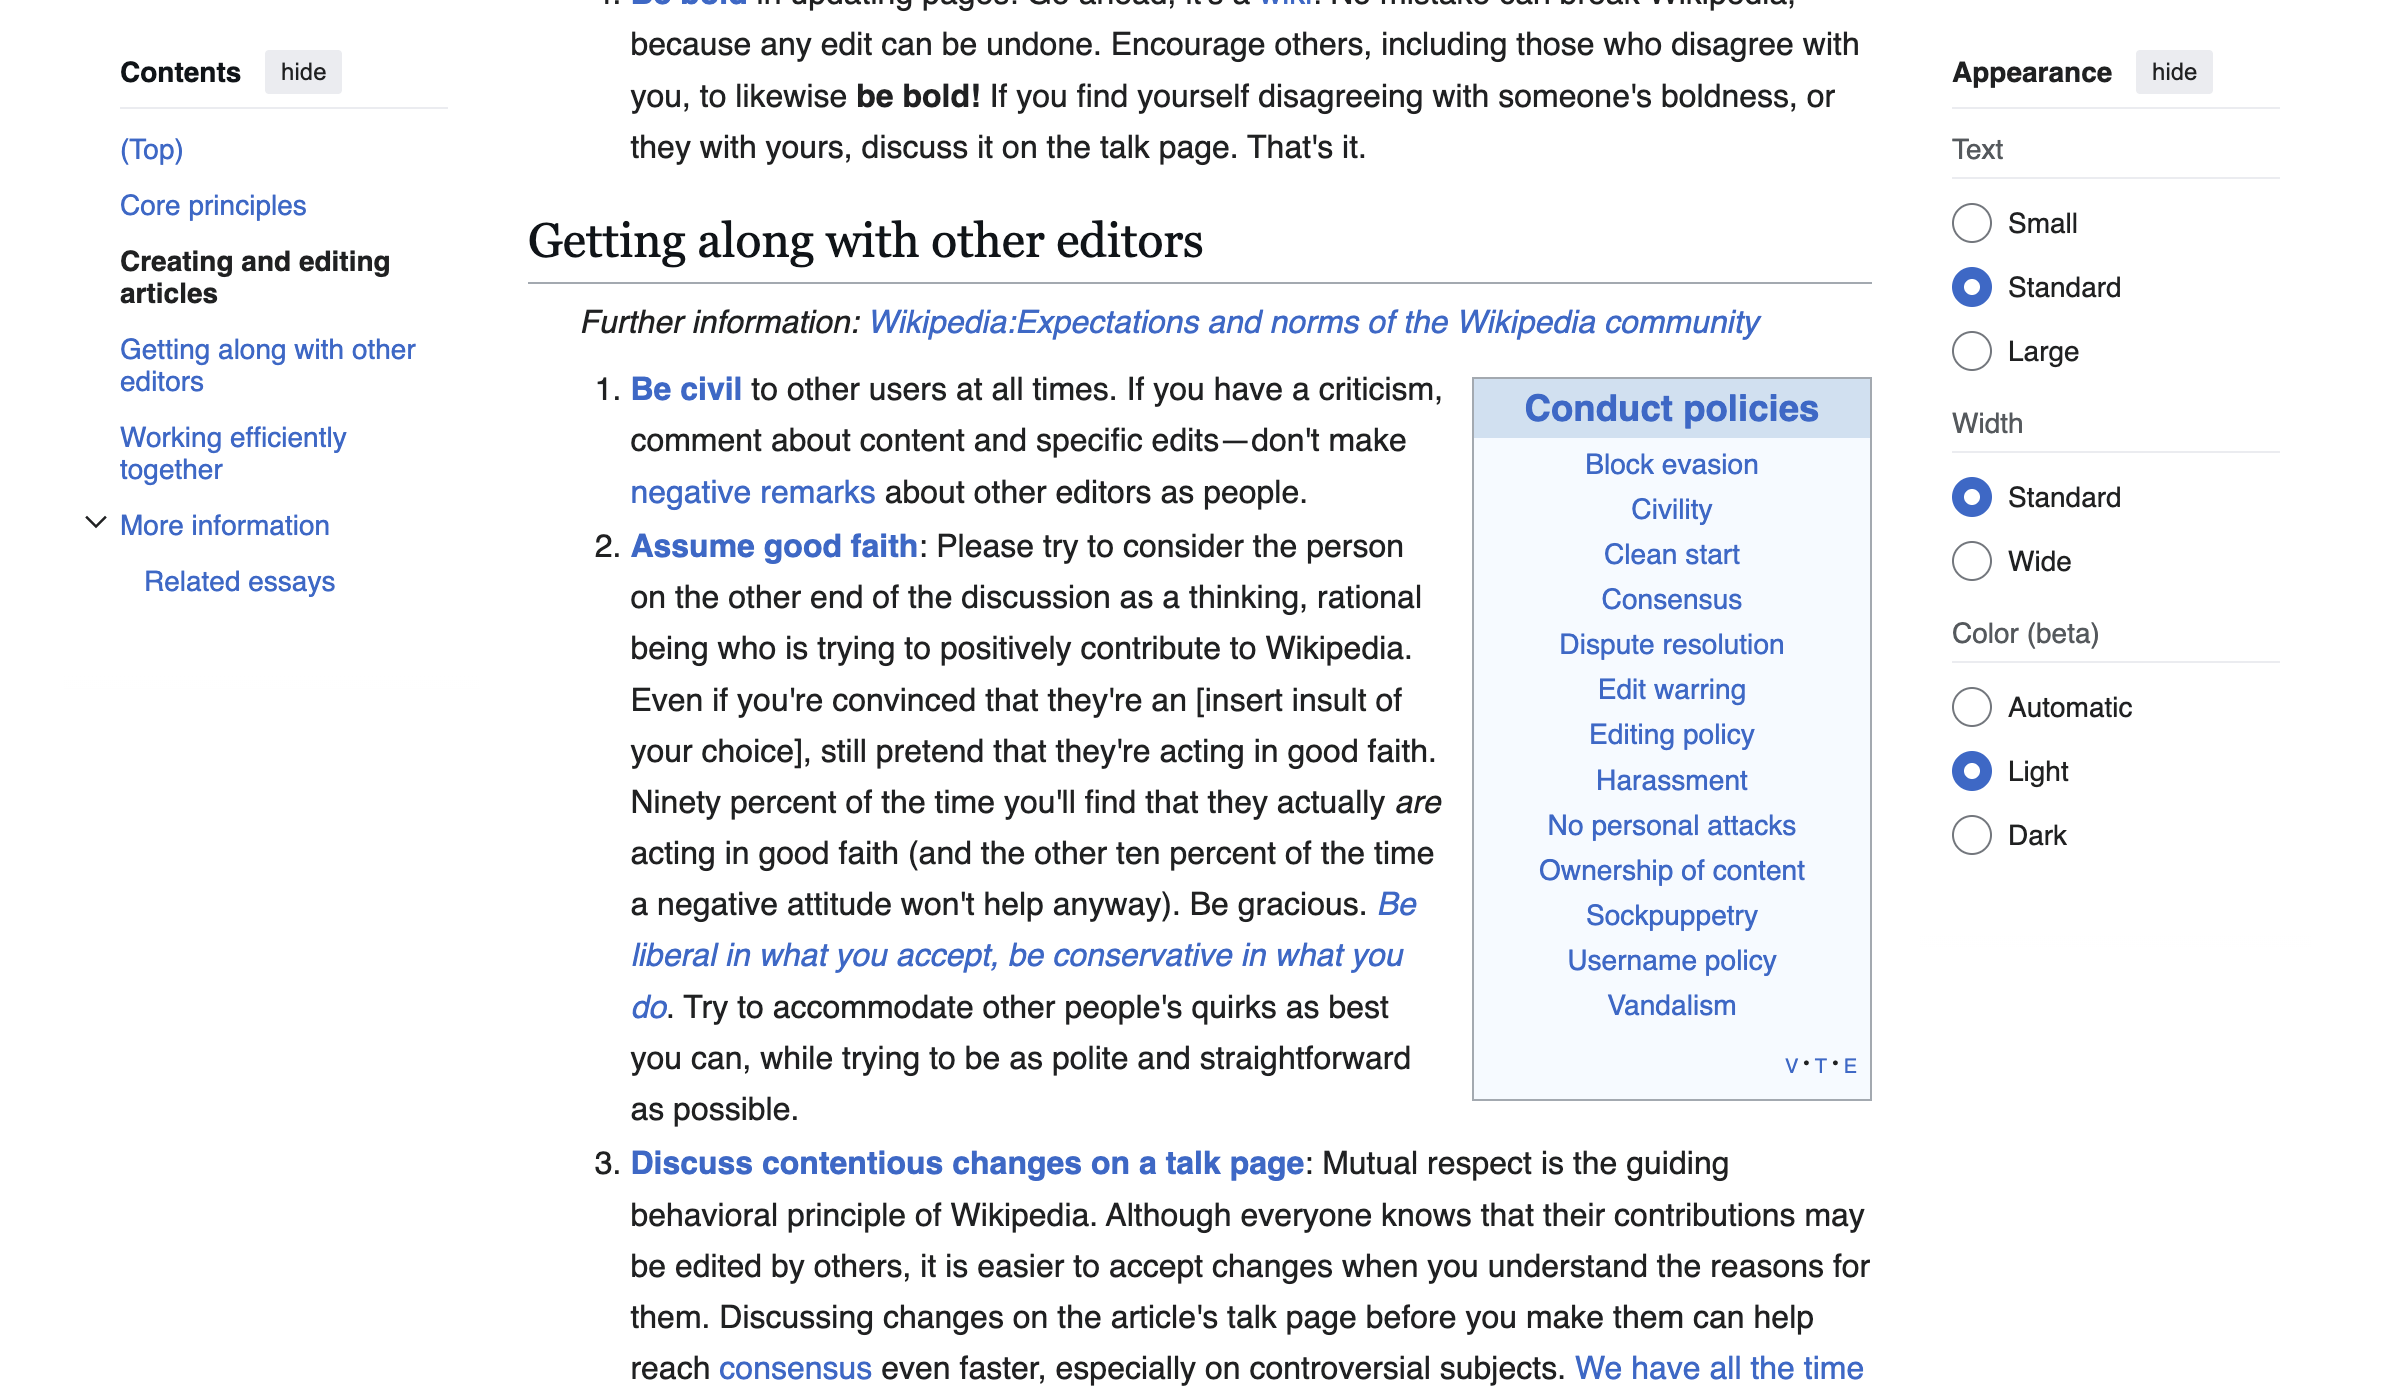 Contents hide
(Top)
Core principles
Creating and editing
articles
Getting along with other
editors
Working efficiently
together
More information
Related essays
1. Be bold in updating pages! Go ahead, it's a wiki! No mistake can break Wikipedia,
because any edit can be undone. Encourage others, including those who disagree with
you, to likewise be bold! If you find yourself disagreeing with someone's boldness, or
they with yours, discuss it on the talk page. That's it.
Getting along with other editors
Further information: Wikipedia:Expectations and norms of the Wikipedia community
1. Be civil to other users at all times. If you have a criticism,
comment about content and specific edits—don't make
negative remarks about other editors as people.
2. Assume good faith: Please try to consider the person
on the other end of the discussion as a thinking, rational
being who is trying to positively contribute to Wikipedia.
Even if you're convinced that they're an [insert insult of
your choice], still pretend that they're acting in good faith.
Ninety percent of the time you'll find that they actually are
acting in good faith (and the other ten percent of the time
a negative attitude won't help anyway). Be gracious. Be
liberal in what you accept, be conservative in what you
do. Try to accommodate other people's quirks as best
you can, while trying to be as polite and straightforward
as possible.
3. Discuss contentious changes on a talk page: Mutual respect is the guiding
behavioral principle of Wikipedia. Although everyone knows that their contributions may
be edited by others, it is easier to accept changes when you understand the reasons for
them. Discussing changes on the article's talk page before you make them can help
reach consensus even faster, especially on controversial subjects. We have all the time
Conduct policies
Block evasion
Civility
Clean start
Consensus
Dispute resolution
Edit warring
Editing policy
Harassment
No personal attacks
Ownership of content
Sockpuppetry
Username policy
Vandalism
V • T • E
Appearance hide
Text
Small
Standard
Large
Width
Standard
Wide
Color (beta)
Automatic
Light
Dark